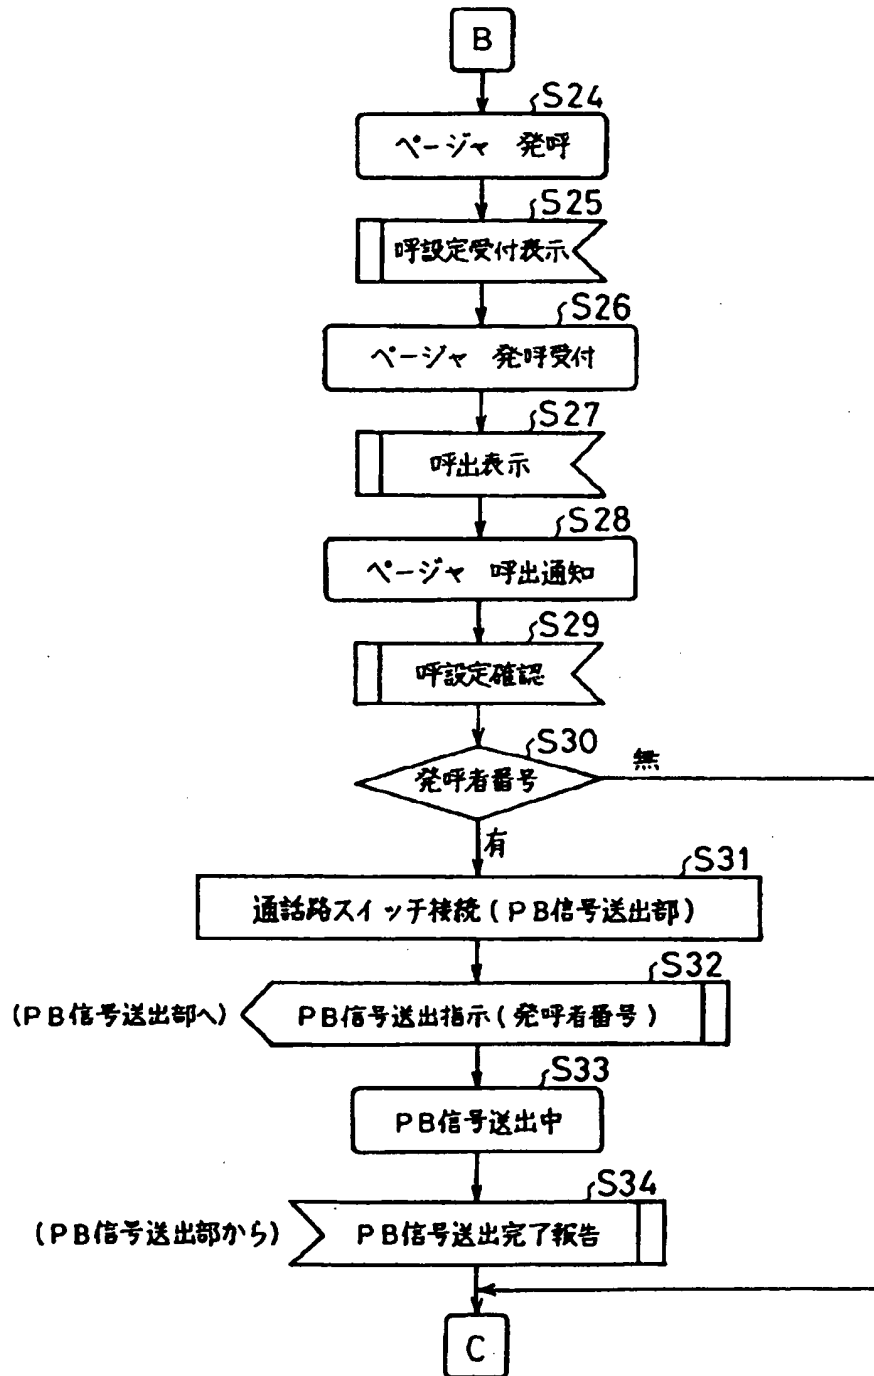 B
S24
ページャ 発呼
S25
呼設定受付表示
S26
ページャ 発呼受付
S27
呼出表示
S28
ページャ 呼出通知
S29
呼設定確認
S30
発呼者番号
無
有
S31
通話路スイッチ接続(PB信号送出部)
S32
(PB信号送出部へ)
PB信号送出指示(発呼者番号)
S33
PB信号送出中
S34
(PB信号送出部から)
PB信号送出完了報告
C